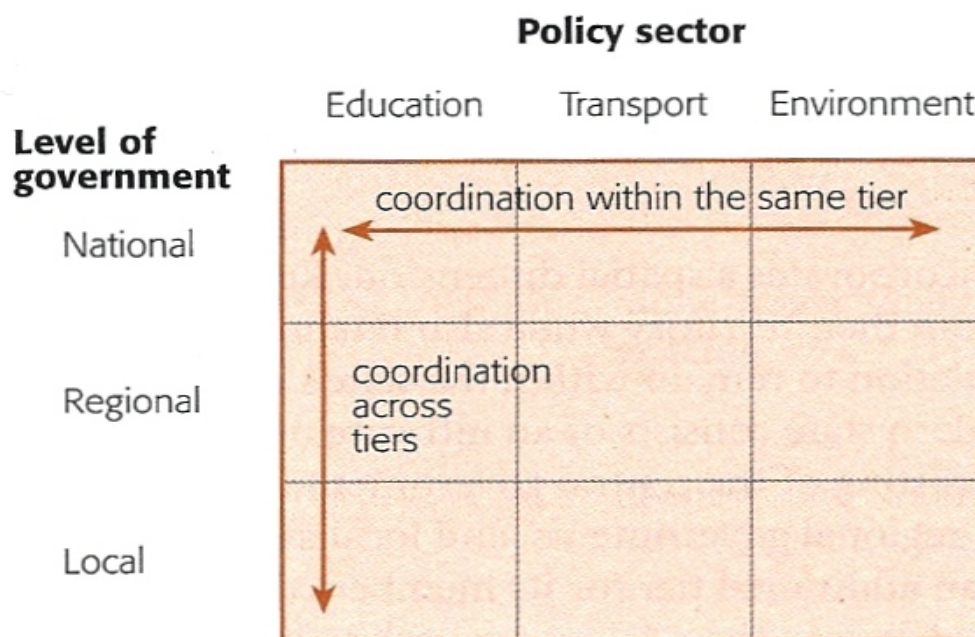 Policy sector
Education Transport Environment
Level of
government
coordination within the same tier
National
coordination
across
tiers
Regional
Local